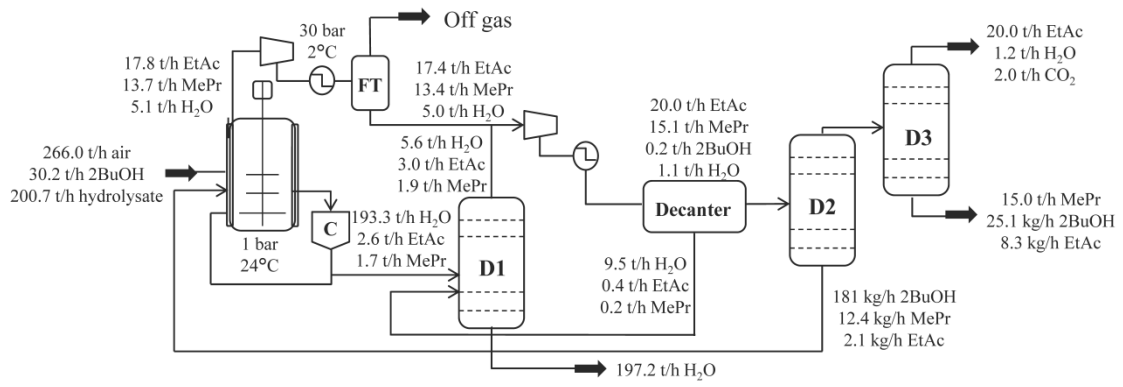 Off gas
30 bar
2°C
FT
17.8 t/h EtAc
13.7 t/h MePr
5.1 t/h H₂O
17.4 t/h EtAc
13.4 t/h MePr
5.0 t/h H₂O
20.0 t/h EtAc
1.2 t/h H₂O
2.0 t/h CO₂
D3
20.0 t/h EtAc
15.1 t/h MePr
0.2 t/h 2BuOH
1.1 t/h H₂O
266.0 t/h air
30.2 t/h 2BuOH
200.7 t/h hydrolysate
5.6 t/h H₂O
3.0 t/h EtAc
1.9 t/h MePr
Decanter
D2
15.0 t/h MePr
25.1 kg/h 2BuOH
8.3 kg/h EtAc
1 bar
24°C
C
193.3 t/h H₂O
2.6 t/h EtAc
1.7 t/h MePr
D1
9.5 t/h H₂O
0.4 t/h EtAc
0.2 t/h MePr
181 kg/h 2BuOH
12.4 kg/h MePr
2.1 kg/h EtAc
197.2 t/h H₂O